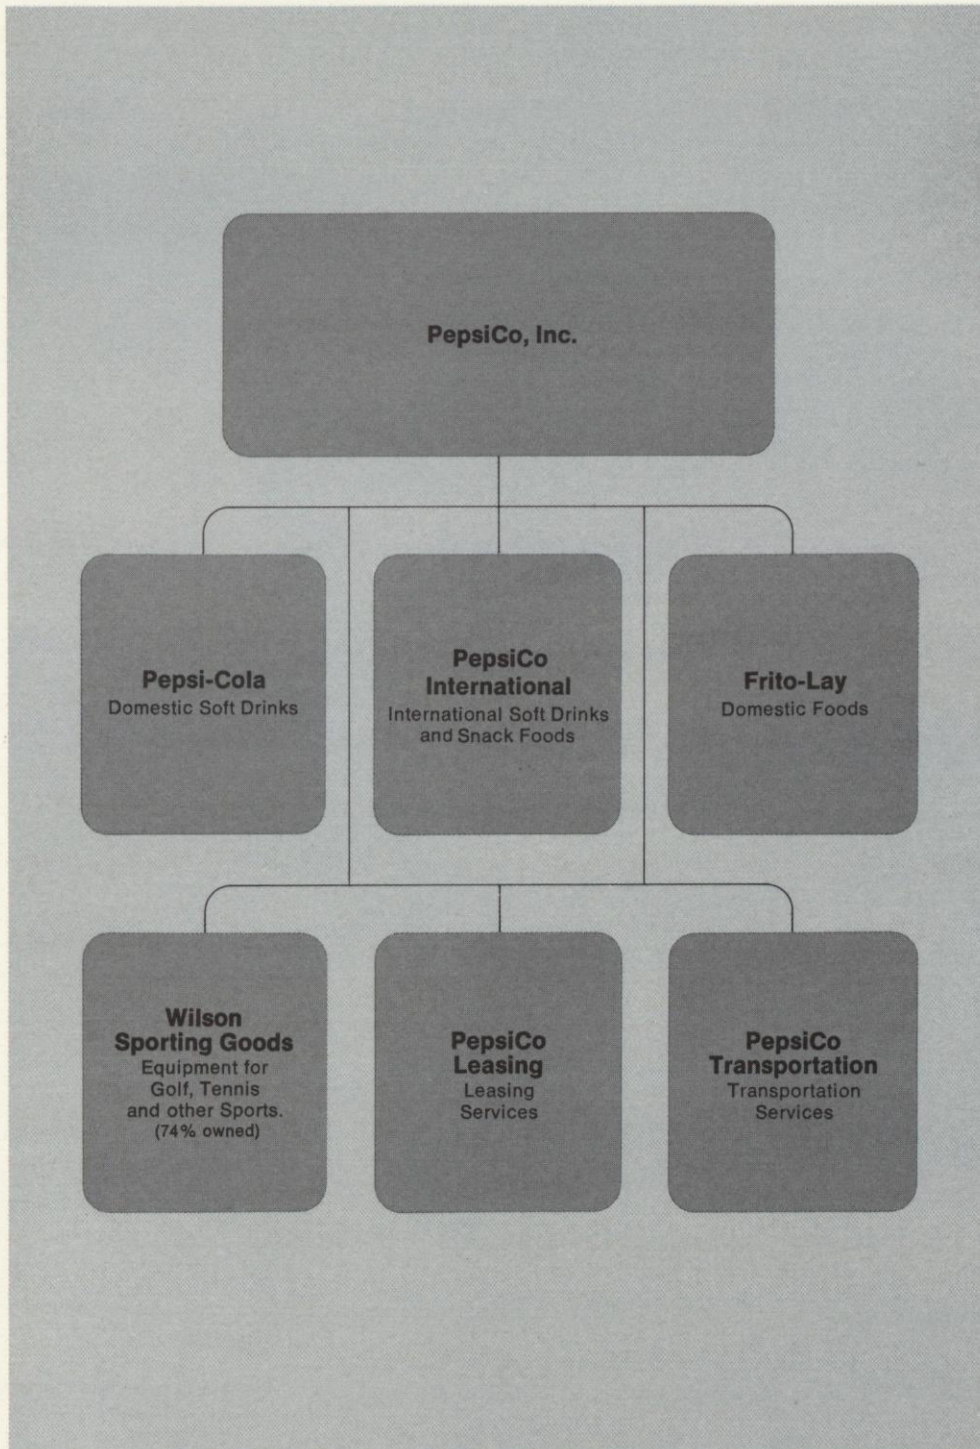 PepsiCo, Inc.
Pepsi-Cola
Domestic Soft Drinks
PepsiCo
International
International Soft Drinks
and Snack Foods
Frito-Lay
Domestic Foods
Wilson
Sporting Goods
Equipment for
Golf, Tennis
and other Sports.
(74% owned)
PepsiCo
Leasing
Leasing
Services
PepsiCo
Transportation
Transportation
Services